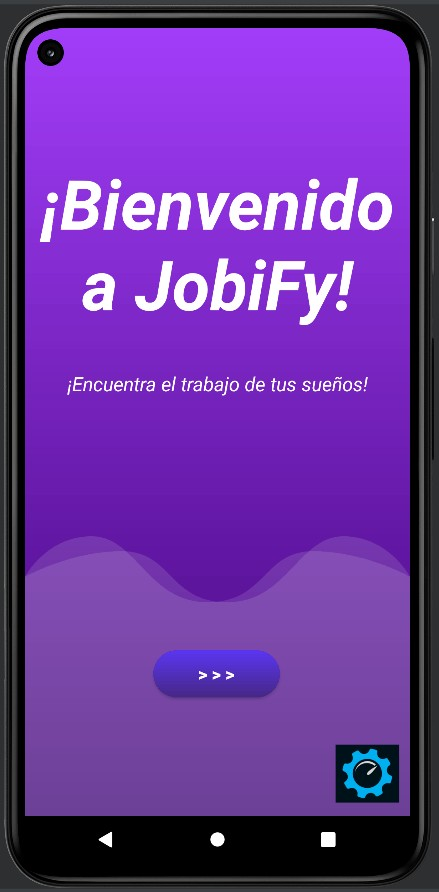 ¡Bienvenido
a JobiFy!
¡Encuentra el trabajo de tus sueños!
> > >